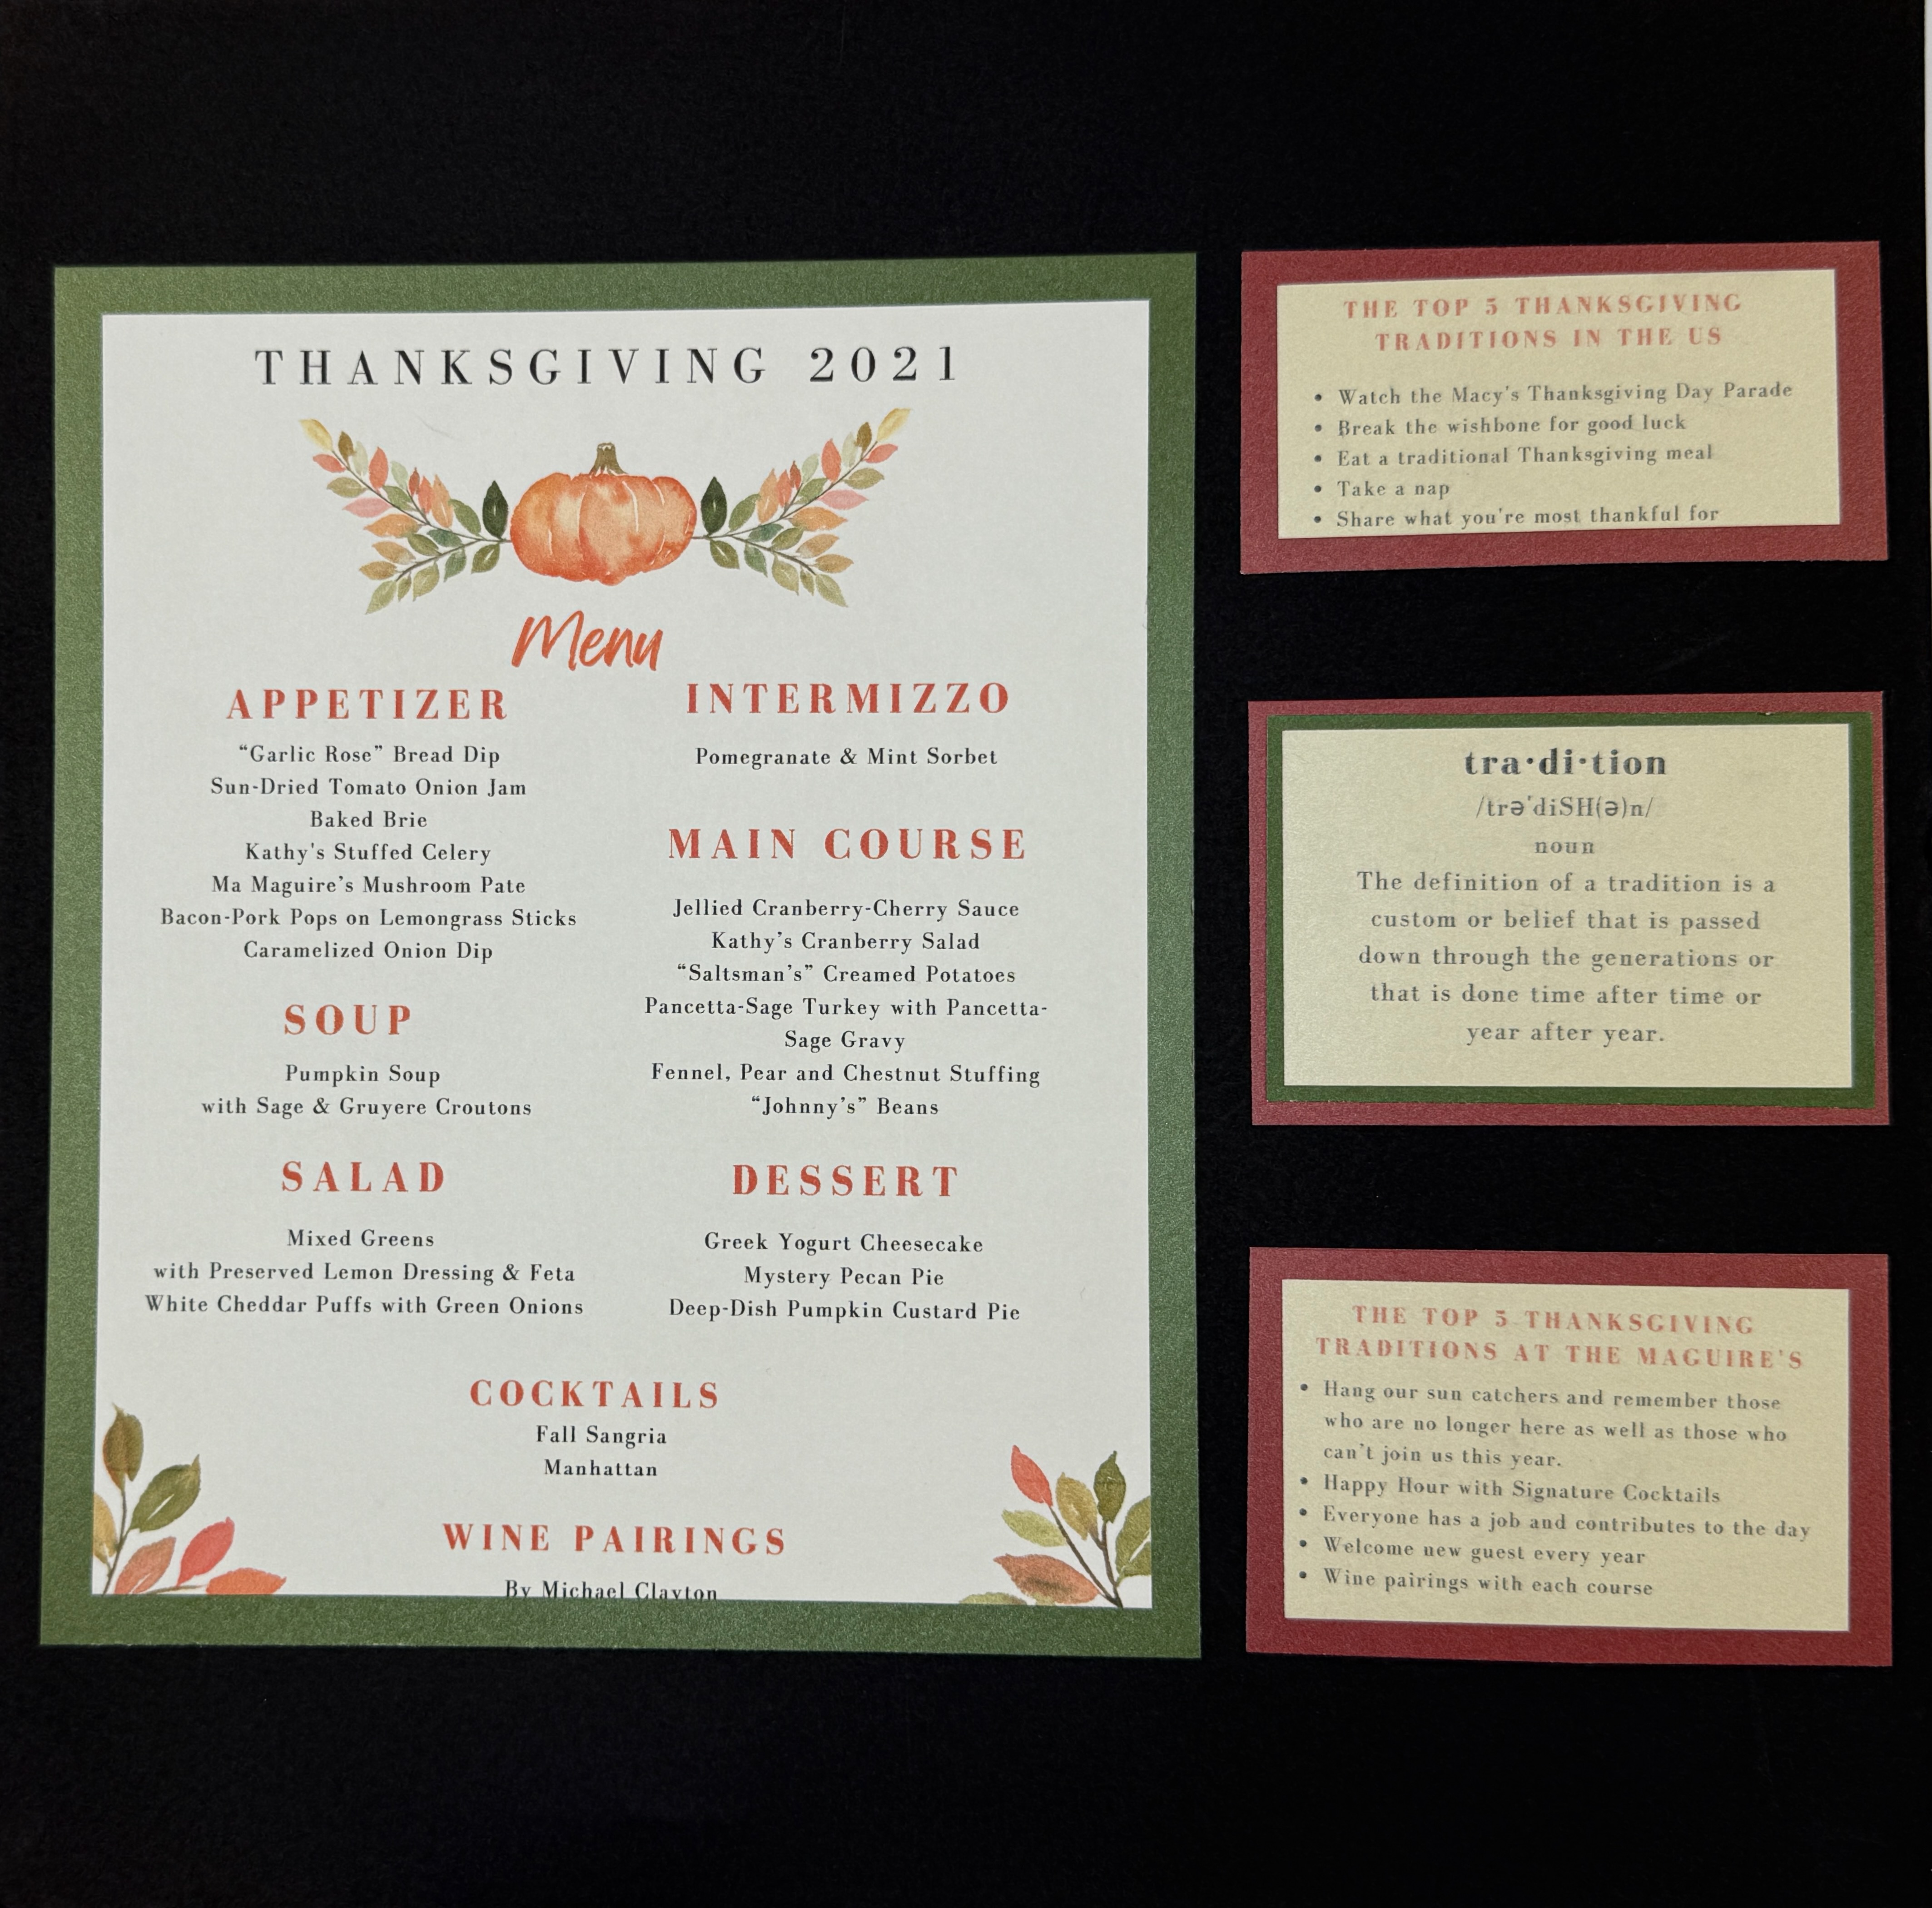 THANKSGIVING 2021
Menu
APPETIZER
“Garlic Rose” Bread Dip
Sun-Dried Tomato Onion Jam
Baked Brie
Kathy's Stuffed Celery
Ma Maguire’s Mushroom Pate
Bacon-Pork Pops on Lemongrass Sticks
Caramelized Onion Dip
SOUP
Pumpkin Soup
with Sage & Gruyere Croutons
SALAD
Mixed Greens
with Preserved Lemon Dressing & Feta
White Cheddar Puffs with Green Onions
INTERMIZZO
Pomegranate & Mint Sorbet
MAIN COURSE
Jellied Cranberry-Cherry Sauce
Kathy’s Cranberry Salad
“Saltsman’s” Creamed Potatoes
Pancetta-Sage Turkey with Pancetta-
Sage Gravy
Fennel, Pear and Chestnut Stuffing
“Johnny’s” Beans
DESSERT
Greek Yogurt Cheesecake
Mystery Pecan Pie
Deep-Dish Pumpkin Custard Pie
COCKTAILS
Fall Sangria
Manhattan
WINE PAIRINGS
By Michael Clayton
THE TOP 5 THANKSGIVING
TRADITIONS IN THE US
• Watch the Macy's Thanksgiving Day Parade
• Break the wishbone for good luck
• Eat a traditional Thanksgiving meal
• Take a nap
• Share what you're most thankful for
tra·di·tion
/trəˈdiSH(ə)n/
noun
The definition of a tradition is a
custom or belief that is passed
down through the generations or
that is done time after time or
year after year.
THE TOP 5 THANKSGIVING
TRADITIONS AT THE MAGUIRE'S
• Hang our sun catchers and remember those
who are no longer here as well as those who
can’t join us this year.
• Happy Hour with Signature Cocktails
• Everyone has a job and contributes to the day
• Welcome new guest every year
• Wine pairings with each course